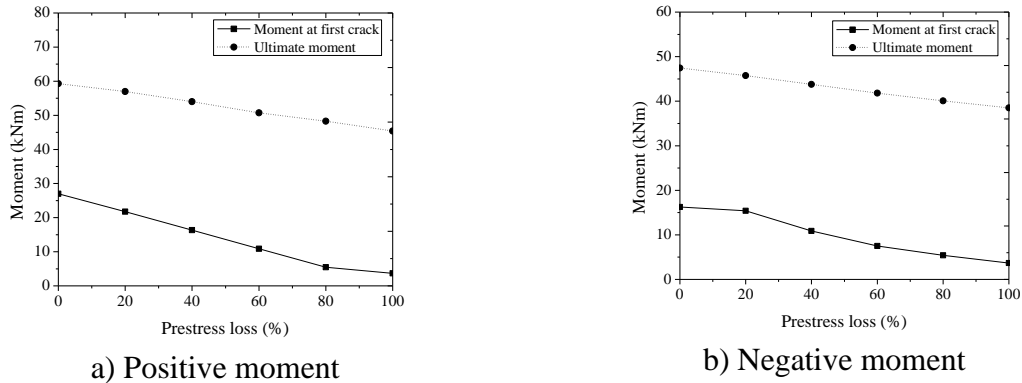 80
70
60
50
40
30
20
10
0
Moment (kNm)
Moment at first crack
Ultimate moment
0 20 40 60 80 100
Prestress loss (%)
a) Positive moment
60
50
40
30
20
10
0
Moment (kNm)
Moment at first crack
Ultimate moment
0 20 40 60 80 100
Prestress loss (%)
b) Negative moment